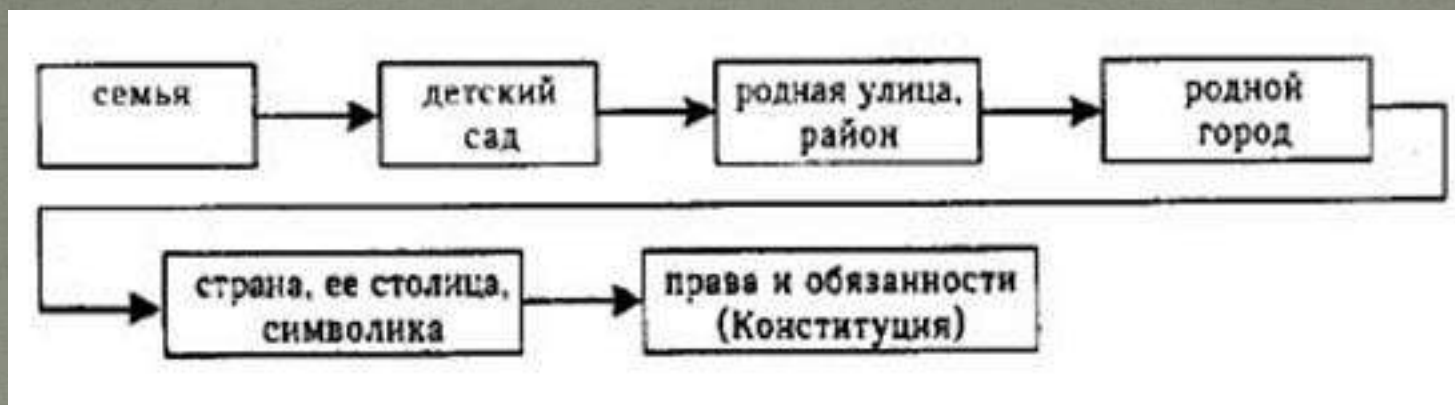 семья
детский
сад
родная улица,
район
родной
город
страна, ее столица,
символика
права и обязанности
(Конституция)